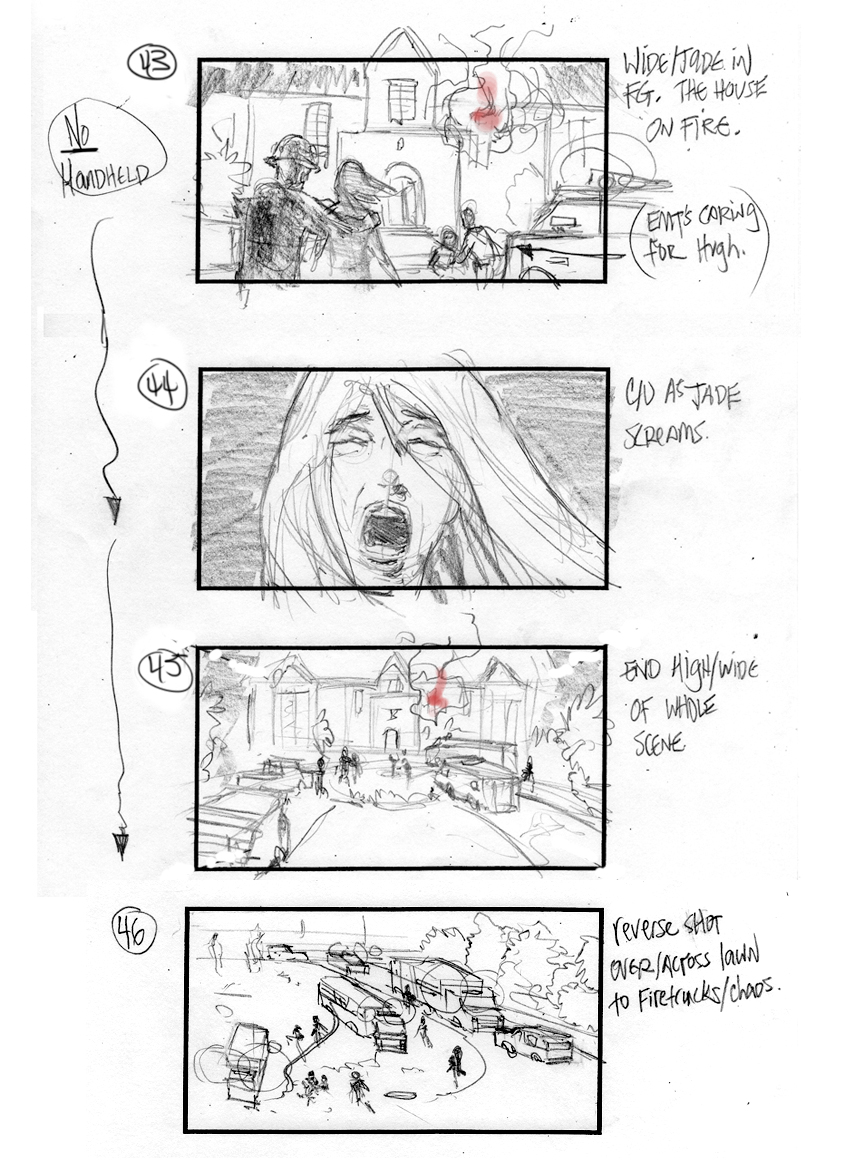 43
WIDE/JADE IN
FG. THE HOUSE
ON FIRE.
NO
HANDHELD
(EMT'S CARING
FOR HUGH.)
44
C/U AS JADE
SCREAMS.
45
END HIGH/WIDE
OF WHOLE
SCENE
46
reverse SHOT
OVER/ACROSS LAWN
to Firetrucks/chaos.